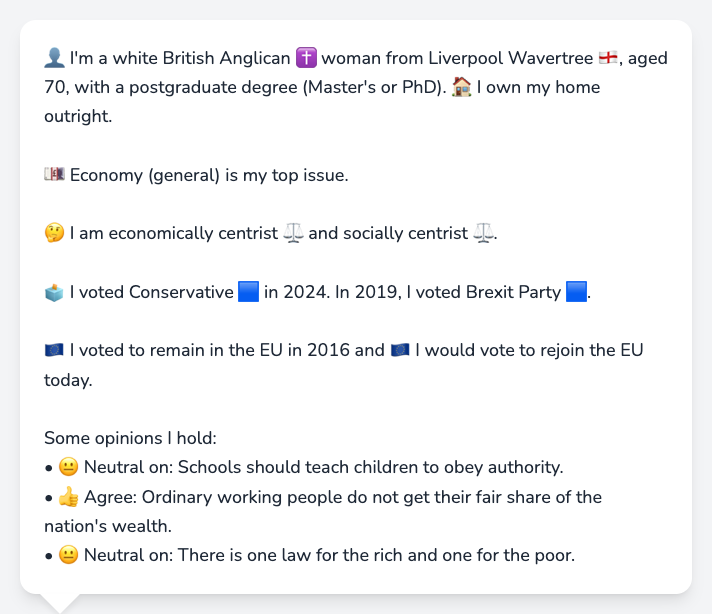 👤 I'm a white British Anglican ✝️ woman from Liverpool Wavertree 🏴󠁧󠁢󠁥󠁮󠁧󠁿, aged
70, with a postgraduate degree (Master's or PhD). 🏠 I own my home
outright.
💷 Economy (general) is my top issue.
🤔 I am economically centrist ⚖️ and socially centrist ⚖️.
🗳️ I voted Conservative 🟦 in 2024. In 2019, I voted Brexit Party 🟦.
🇪🇺 I voted to remain in the EU in 2016 and 🇪🇺 I would vote to rejoin the EU
today.
Some opinions I hold:
• 😐 Neutral on: Schools should teach children to obey authority.
• 👍 Agree: Ordinary working people do not get their fair share of the
nation's wealth.
• 😐 Neutral on: There is one law for the rich and one for the poor.